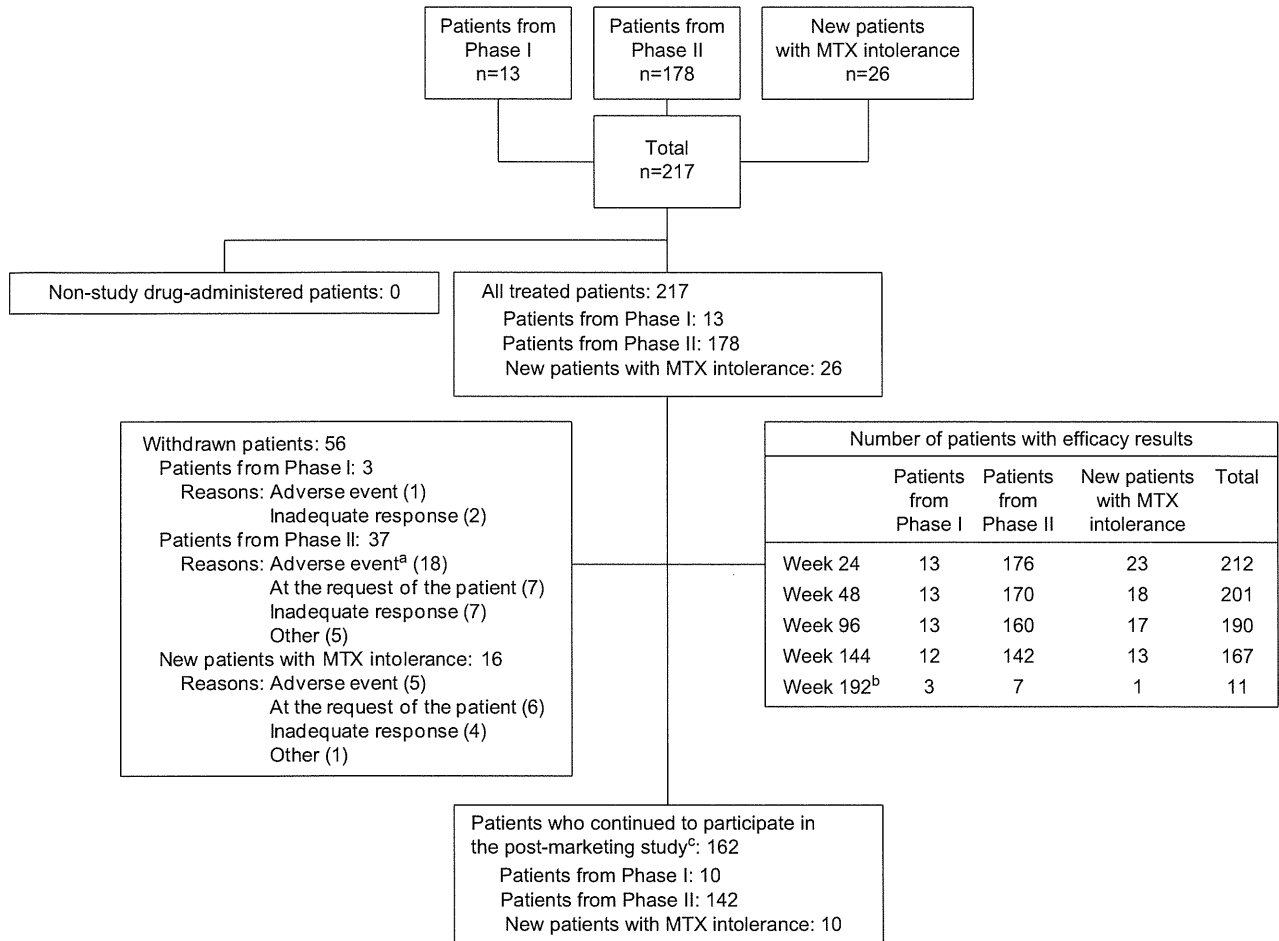 Patients from
Phase I
n=13
Patients from
Phase II
n=178
New patients
with MTX intolerance
n=26
Total
n=217
Non-study drug-administered patients: 0
All treated patients: 217
Patients from Phase I: 13
Patients from Phase II: 178
New patients with MTX intolerance: 26
Withdrawn patients: 56
Patients from Phase I: 3
Reasons: Adverse event (1)
Inadequate response (2)
Patients from Phase II: 37
Reasons: Adverse eventᵃ (18)
At the request of the patient (7)
Inadequate response (7)
Other (5)
New patients with MTX intolerance: 16
Reasons: Adverse event (5)
At the request of the patient (6)
Inadequate response (4)
Other (1)
Number of patients with efficacy results
Patients from Phase I Patients from Phase II New patients with MTX intolerance Total
Week 24 13 176 23 212
Week 48 13 170 18 201
Week 96 13 160 17 190
Week 144 12 142 13 167
Week 192ᵇ 3 7 1 11
Patients who continued to participate in
the post-marketing studyᶜ: 162
Patients from Phase I: 10
Patients from Phase II: 142
New patients with MTX intolerance: 10